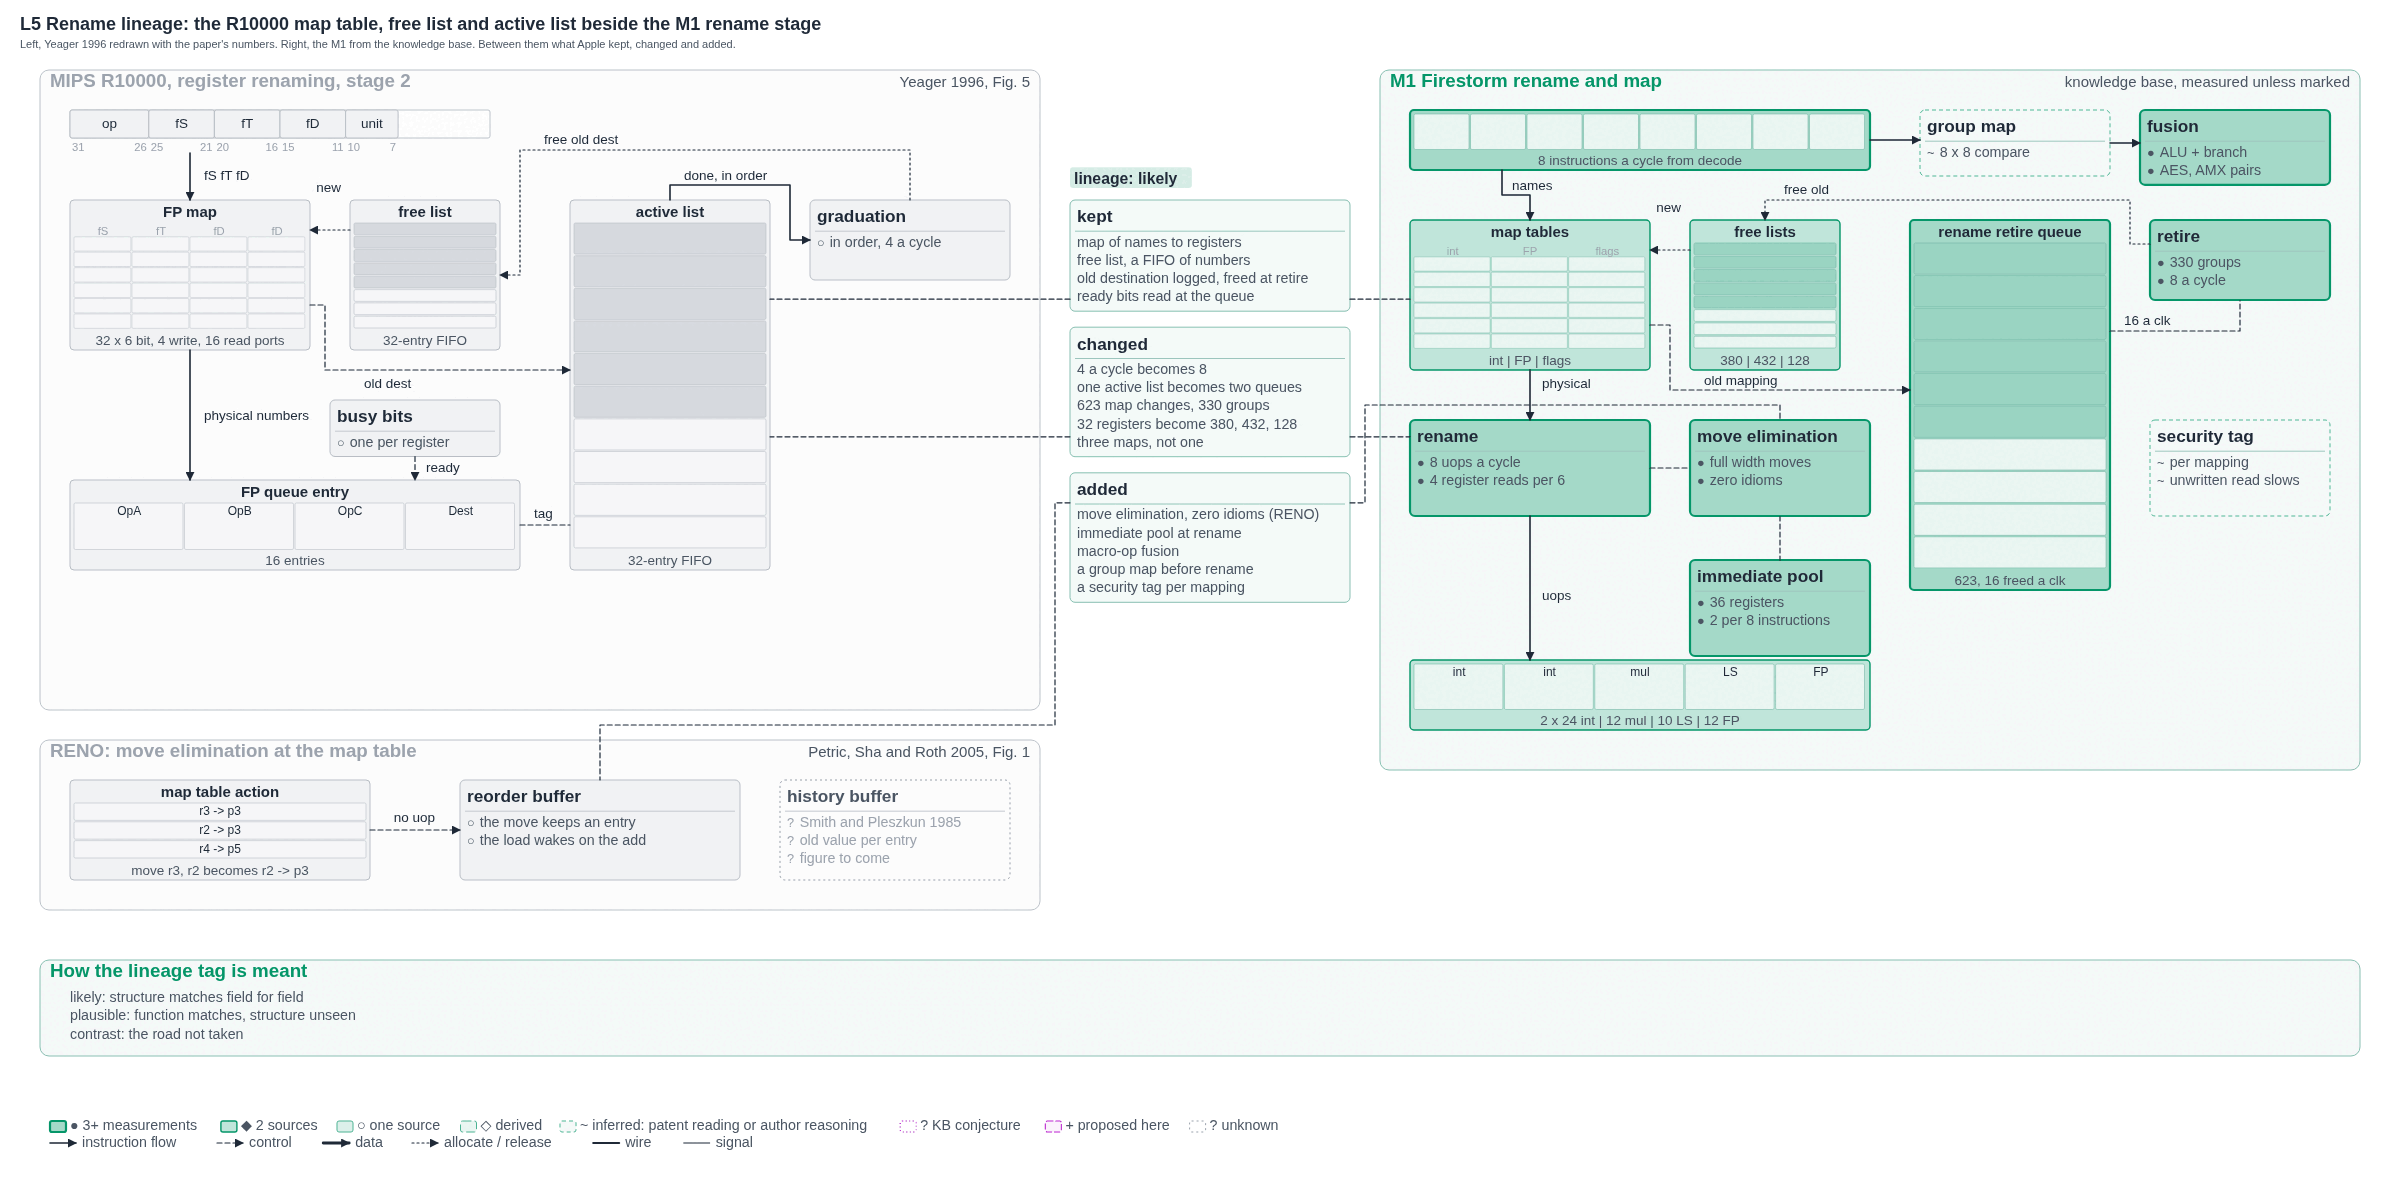 L5 Rename lineage: the R10000 map table, free list and active list beside the M1 rename stage
Left, Yeager 1996 redrawn with the paper's numbers. Right, the M1 from the knowledge base. Between them what Apple kept, changed and added.
MIPS R10000, register renaming, stage 2
Yeager 1996, Fig. 5
op fS fT fD unit
31 26 25 21 20 16 15 11 10 7
fS fT fD
new
free old dest
done, in order
FP map
fS fT fD fD
32 x 6 bit, 4 write, 16 read ports
free list
32-entry FIFO
active list
32-entry FIFO
graduation
○ in order, 4 a cycle
old dest
physical numbers
busy bits
○ one per register
ready
FP queue entry
OpA OpB OpC Dest
16 entries
tag
lineage: likely
kept
map of names to registers
free list, a FIFO of numbers
old destination logged, freed at retire
ready bits read at the queue
changed
4 a cycle becomes 8
one active list becomes two queues
623 map changes, 330 groups
32 registers become 380, 432, 128
three maps, not one
added
move elimination, zero idioms (RENO)
immediate pool at rename
macro-op fusion
a group map before rename
a security tag per mapping
M1 Firestorm rename and map
knowledge base, measured unless marked
8 instructions a cycle from decode
group map
~ 8 x 8 compare
fusion
● ALU + branch
● AES, AMX pairs
names
new
free old
map tables
int FP flags
int | FP | flags
free lists
380 | 432 | 128
rename retire queue
623, 16 freed a clk
retire
● 330 groups
● 8 a cycle
16 a clk
physical
old mapping
rename
● 8 uops a cycle
● 4 register reads per 6
move elimination
● full width moves
● zero idioms
security tag
~ per mapping
~ unwritten read slows
immediate pool
● 36 registers
● 2 per 8 instructions
uops
int int mul LS FP
2 x 24 int | 12 mul | 10 LS | 12 FP
RENO: move elimination at the map table
Petric, Sha and Roth 2005, Fig. 1
map table action
r3 -> p3
r2 -> p3
r4 -> p5
move r3, r2 becomes r2 -> p3
no uop
reorder buffer
○ the move keeps an entry
○ the load wakes on the add
history buffer
? Smith and Pleszkun 1985
? old value per entry
? figure to come
How the lineage tag is meant
likely: structure matches field for field
plausible: function matches, structure unseen
contrast: the road not taken
● 3+ measurements ◆ 2 sources ○ one source ◇ derived ~ inferred: patent reading or author reasoning ? KB conjecture + proposed here ? unknown
instruction flow control data allocate / release wire signal